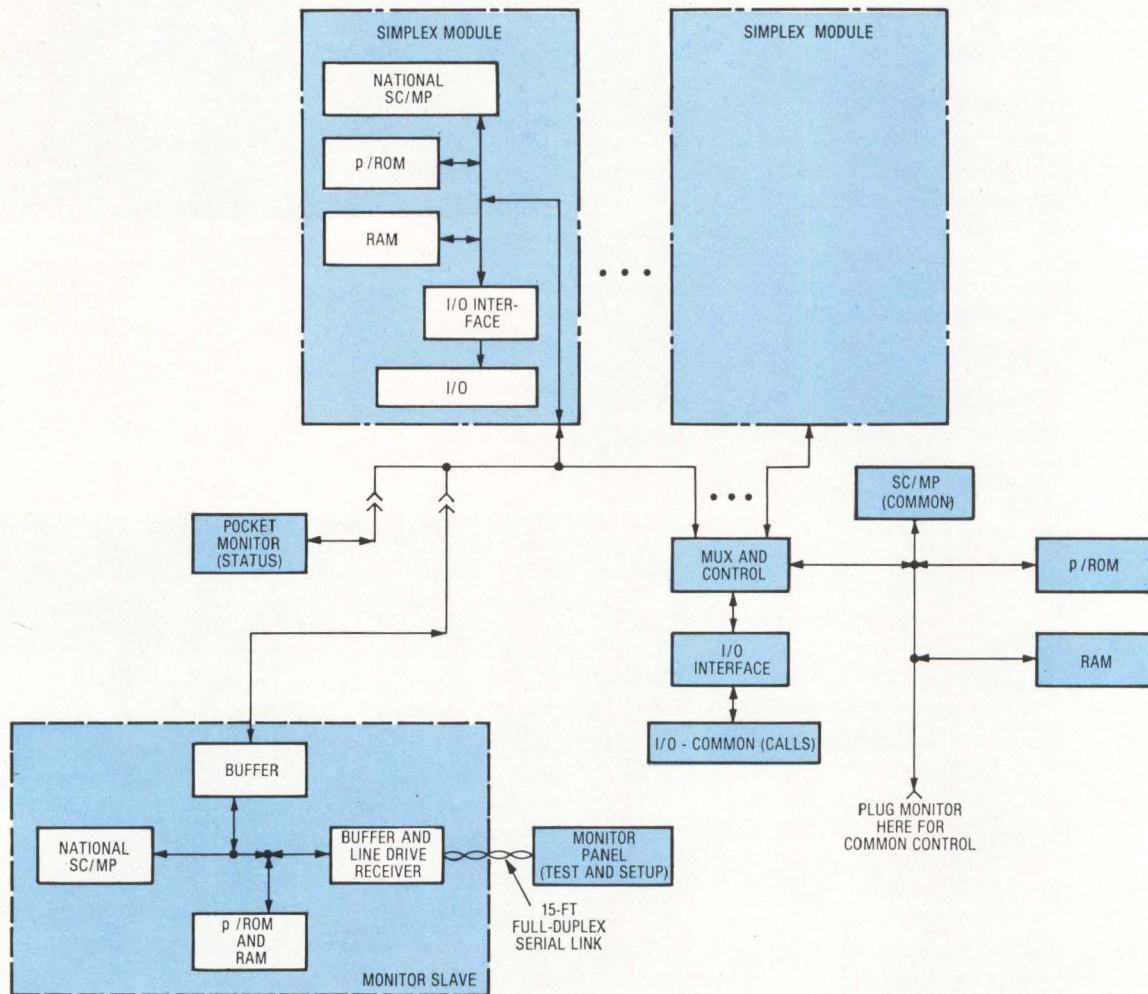 SIMPLEX MODULE
NATIONAL
SC/MP
p/ROM
RAM
I/O INTER-
FACE
I/O
SIMPLEX MODULE
POCKET
MONITOR
(STATUS)
SC/MP
(COMMON)
MUX AND
CONTROL
p/ROM
I/O
INTERFACE
RAM
I/O - COMMON (CALLS)
PLUG MONITOR
HERE FOR
COMMON CONTROL
BUFFER
NATIONAL
SC/MP
BUFFER AND
LINE DRIVE
RECEIVER
MONITOR
PANEL
(TEST AND SETUP)
15-FT
FULL-DUPLEX
SERIAL LINK
p/ROM
AND
RAM
MONITOR SLAVE